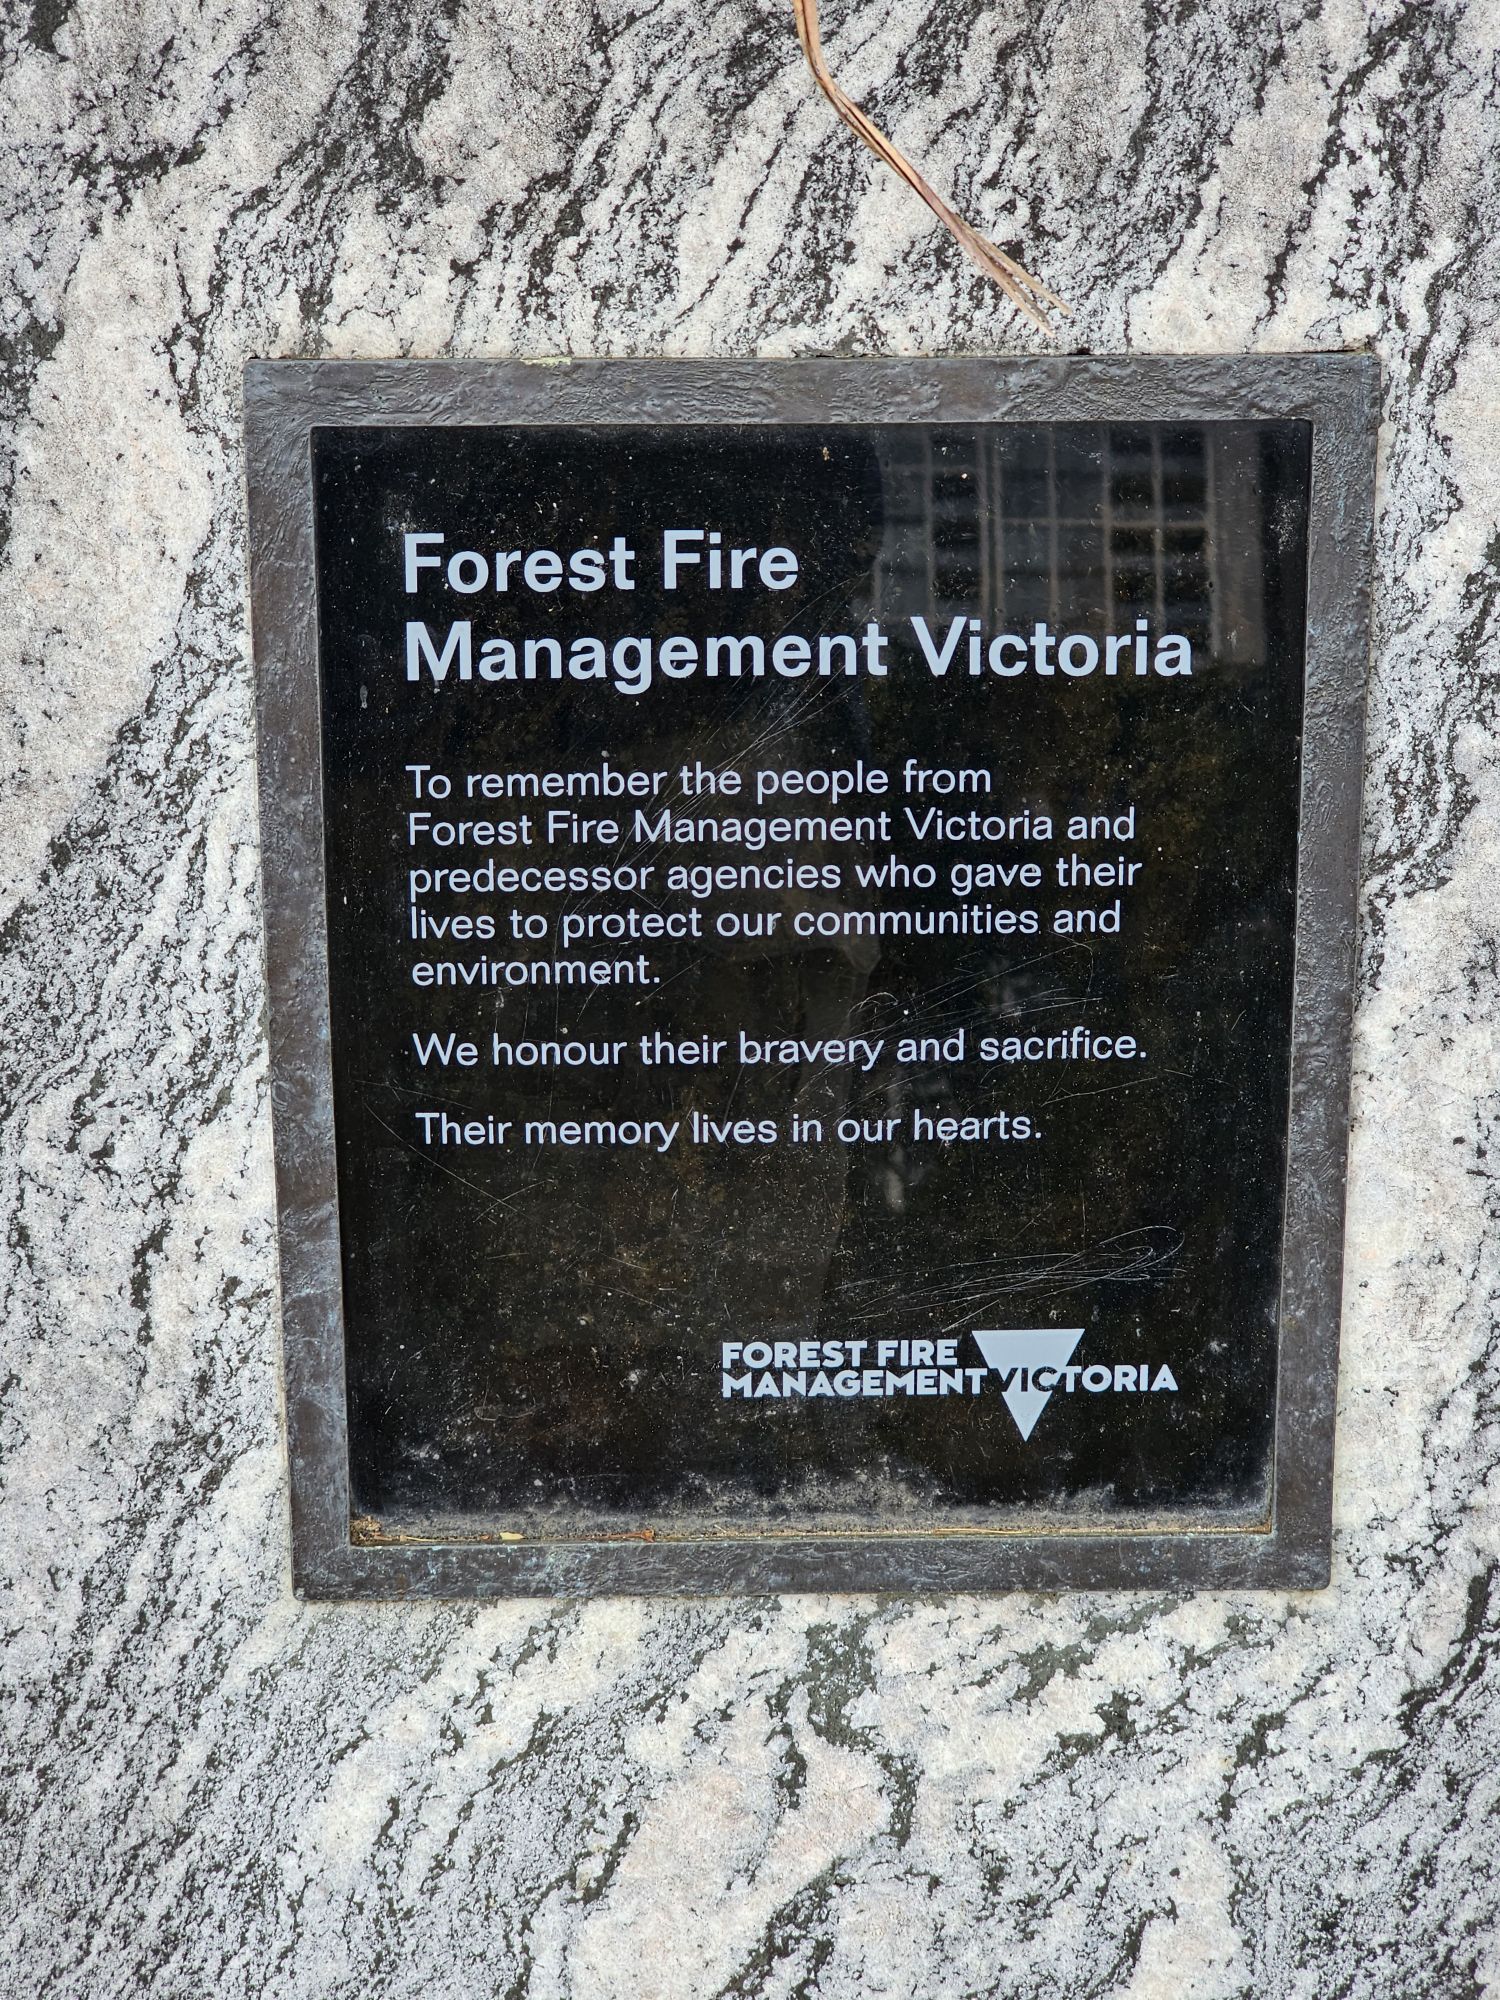 Forest Fire
Management Victoria
To remember the people from
Forest Fire Management Victoria and
predecessor agencies who gave their
lives to protect our communities and
environment.
We honour their bravery and sacrifice.
Their memory lives in our hearts.
FOREST FIRE
MANAGEMENT VICTORIA